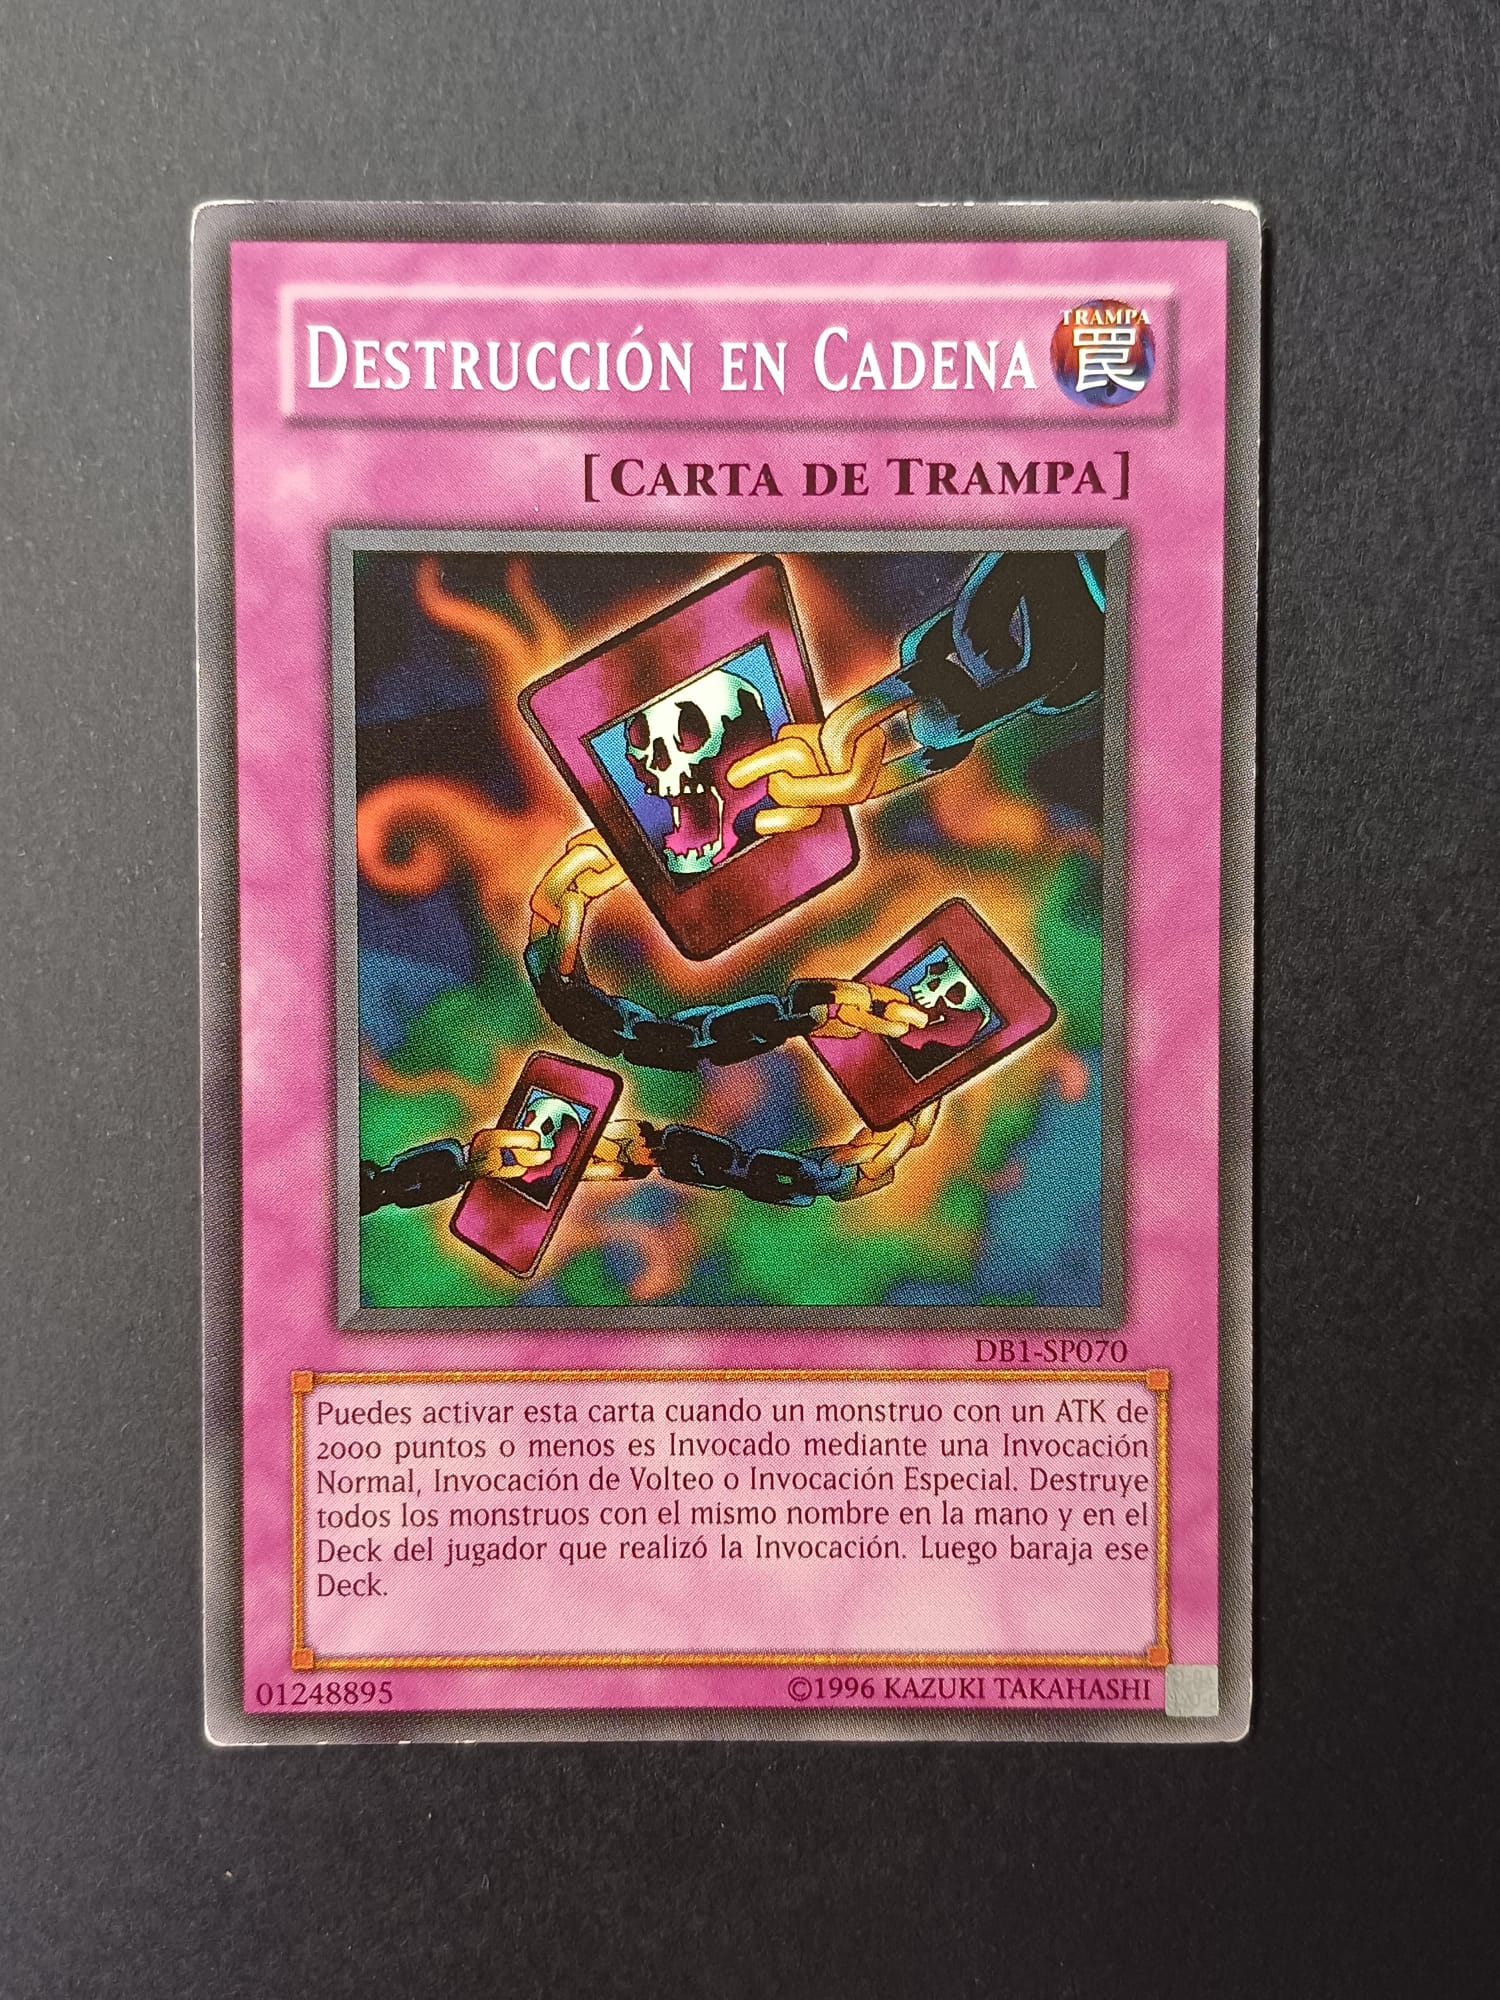 DESTRUCCIÓN EN CADENA
TRAMPA
罠
[CARTA DE TRAMPA]
DB1-SP070
Puedes activar esta carta cuando un monstruo con un ATK de
2000 puntos o menos es Invocado mediante una Invocación
Normal, Invocación de Volteo o Invocación Especial. Destruye
todos los monstruos con el mismo nombre en la mano y en el
Deck del jugador que realizó la Invocación. Luego baraja ese
Deck.
01248895
©1996 KAZUKI TAKAHASHI